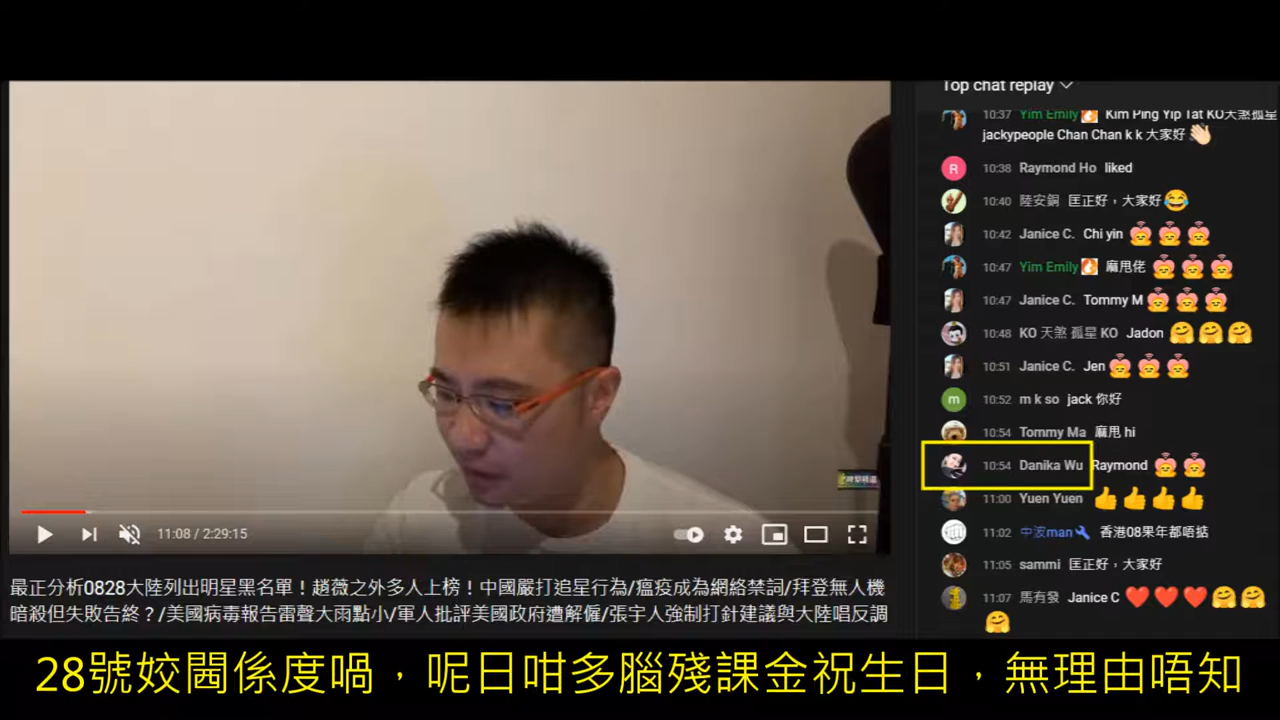 Top chat replay
10:37 Yim Emily Kim Ping Yip Tat KO天煞孤星
jackypeople Chan Chan k k 大家好
R 10:38 Raymond Ho liked
10:40 陸安銅 匡正好，大家好
10:42 Janice C. Chi yin
10:47 Yim Emily 麻甩佬
10:47 Janice C. Tommy M
10:48 KO 天煞 孤星 KO Jadon
10:51 Janice C. Jen
m 10:52 m k so jack 你好
10:54 Tommy Ma 麻甩 hi
10:54 Danika Wu Raymond
11:00 Yuen Yuen
11:02 中波man 香港08果年都唔掂
11:05 sammi 匡正好，大家好
11:07 馬有發 Janice C
11:08 / 2:29:15
最正分析0828大陸列出明星黑名單！趙薇之外多人上榜！中國嚴打追星行為/瘟疫成為網絡禁詞/拜登無人機
暗殺但失敗告終？/美國病毒報告雷聲大雨點小/軍人批評美國政府遭解僱/張宇人強制打針建議與大陸唱反調
28號姣閪係度喎，呢日咁多腦殘課金祝生日，無理由唔知